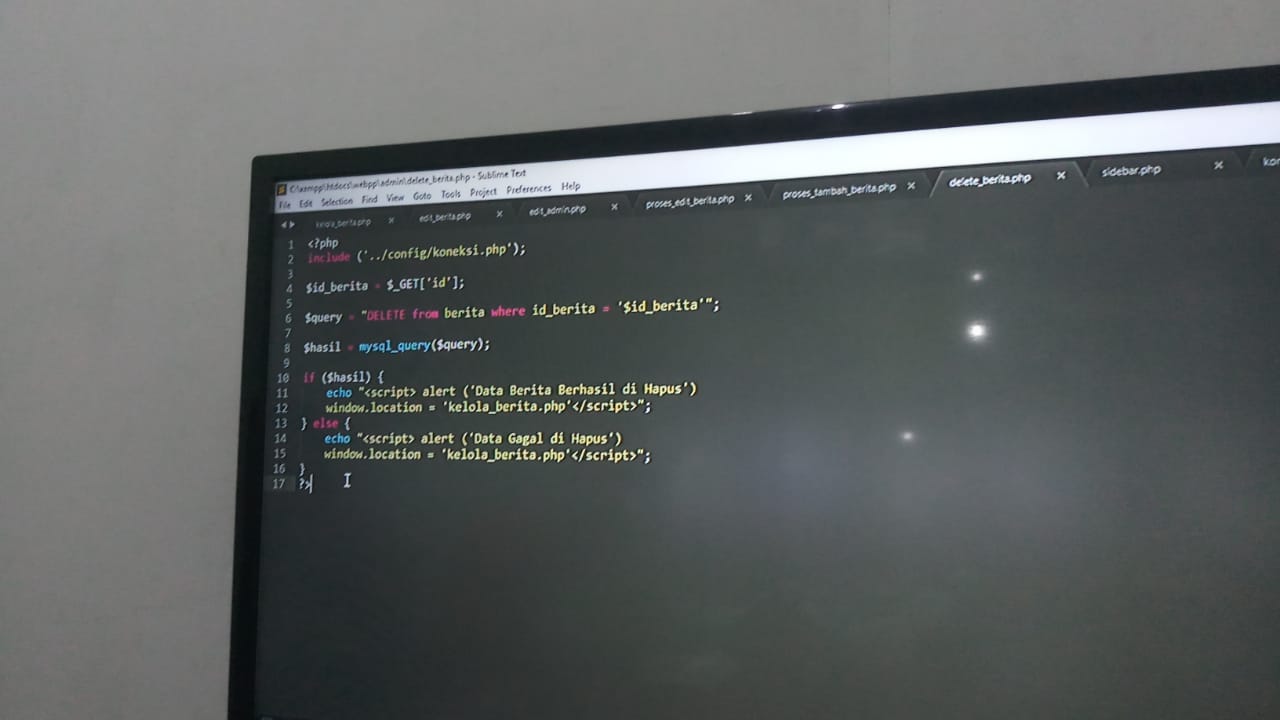 C:\xampp\htdocs\webpp\admin\delete_berita.php - Sublime Text
File Edit Selection Find View Goto Tools Project Preferences Help
kelola_berita.php × edit_berita.php × edit_admin.php × proses_edit_berita.php × proses_tambah_berita.php × delete_berita.php × sidebar.php ×
1 <?php
2 include ('../config/koneksi.php');
3
4 $id_berita = $_GET['id'];
5
6 $query = "DELETE from berita where id_berita = '$id_berita'";
7
8 $hasil = mysql_query($query);
9
10 if ($hasil) {
11 echo "<script> alert ('Data Berita Berhasil di Hapus')
12 window.location = 'kelola_berita.php'</script>";
13 } else {
14 echo "<script> alert ('Data Gagal di Hapus')
15 window.location = 'kelola_berita.php'</script>";
16 }
17 ?>